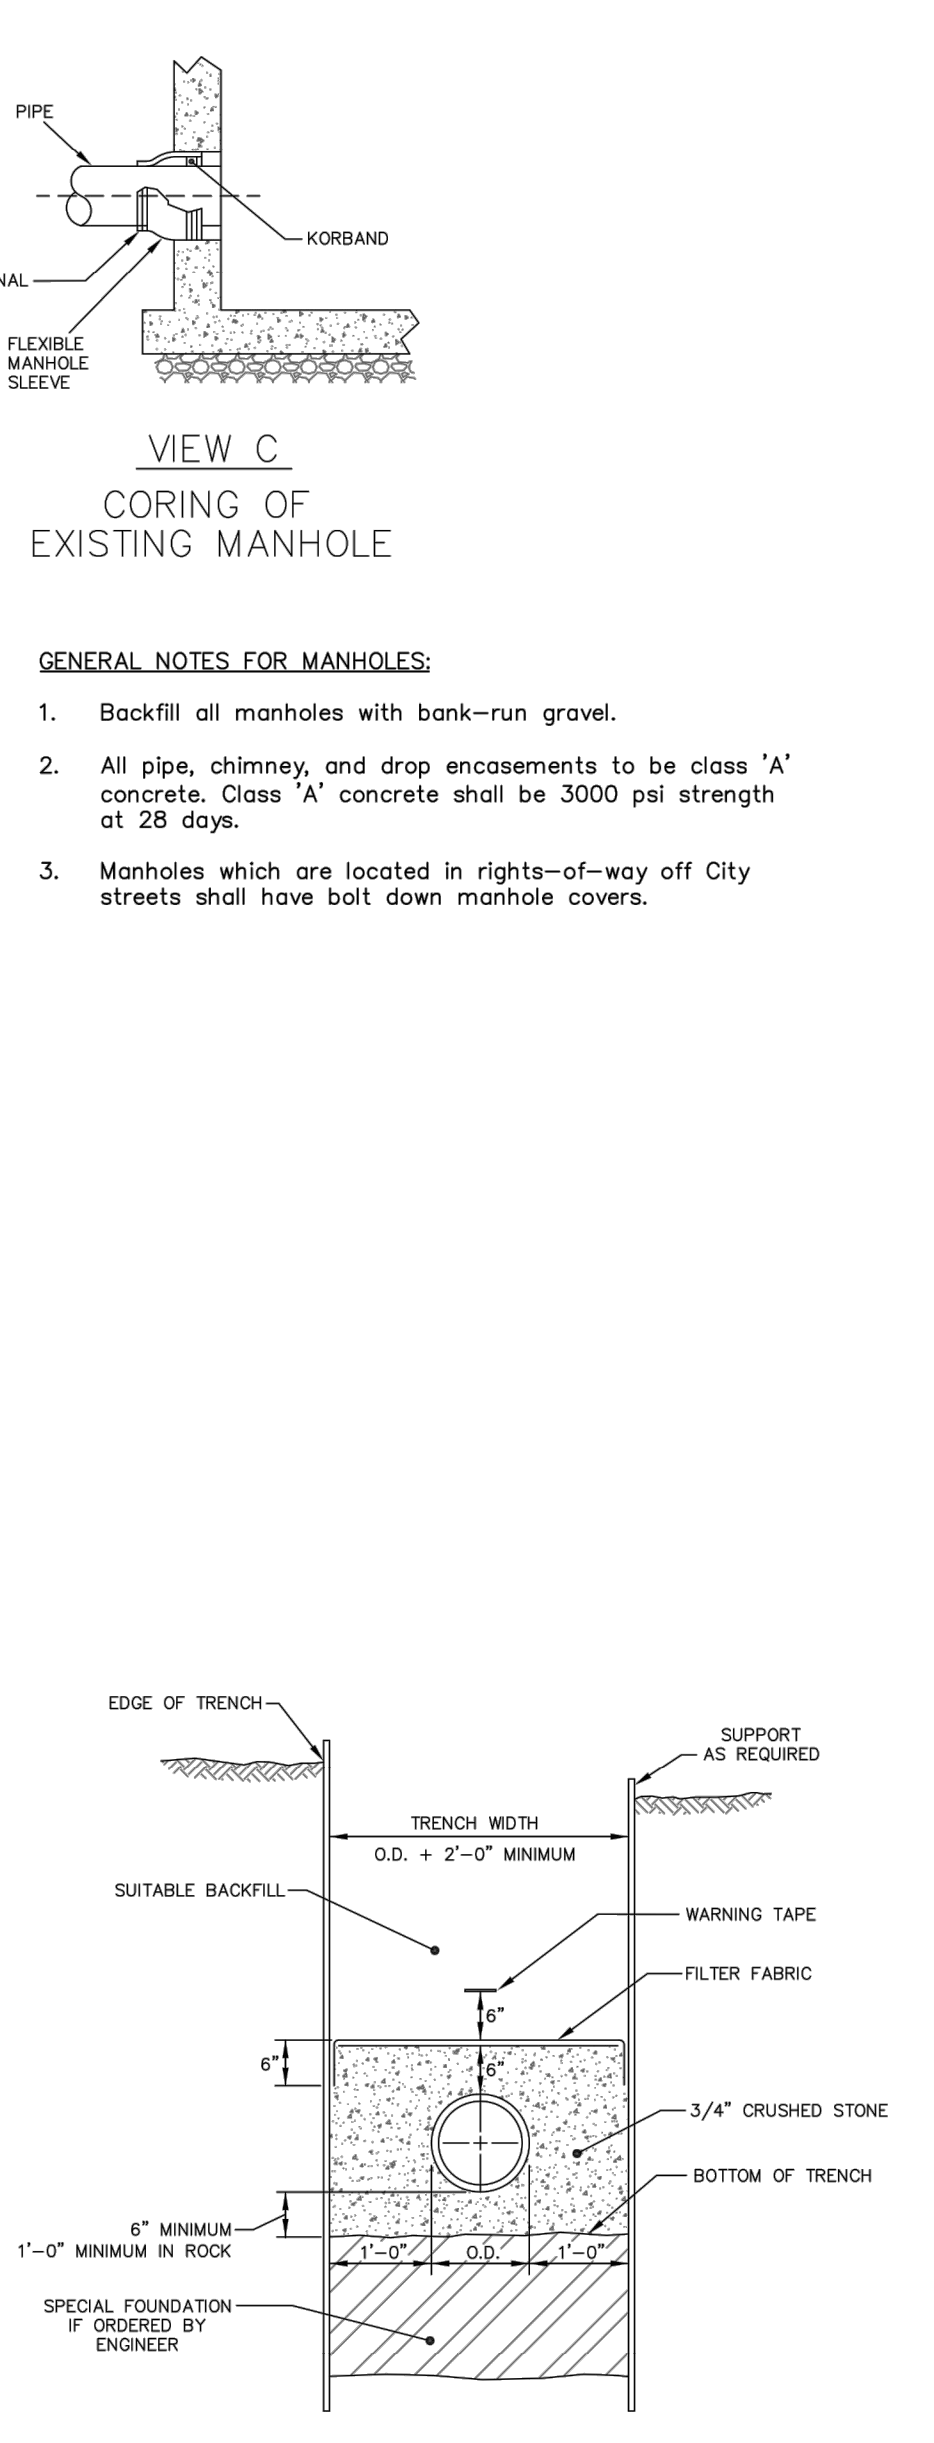 PIPE
KORBAND
NAL
FLEXIBLE
MANHOLE
SLEEVE
VIEW C
CORING OF
EXISTING MANHOLE
GENERAL NOTES FOR MANHOLES:
1. Backfill all manholes with bank-run gravel.
2. All pipe, chimney, and drop encasements to be class 'A'
concrete. Class 'A' concrete shall be 3000 psi strength
at 28 days.
3. Manholes which are located in rights-of-way off City
streets shall have bolt down manhole covers.
EDGE OF TRENCH
SUPPORT
AS REQUIRED
TRENCH WIDTH
O.D. + 2'-0" MINIMUM
SUITABLE BACKFILL
WARNING TAPE
FILTER FABRIC
6"
6"
6"
3/4" CRUSHED STONE
BOTTOM OF TRENCH
6" MINIMUM
1'-0" MINIMUM IN ROCK
1'-0" O.D. 1'-0"
SPECIAL FOUNDATION
IF ORDERED BY
ENGINEER